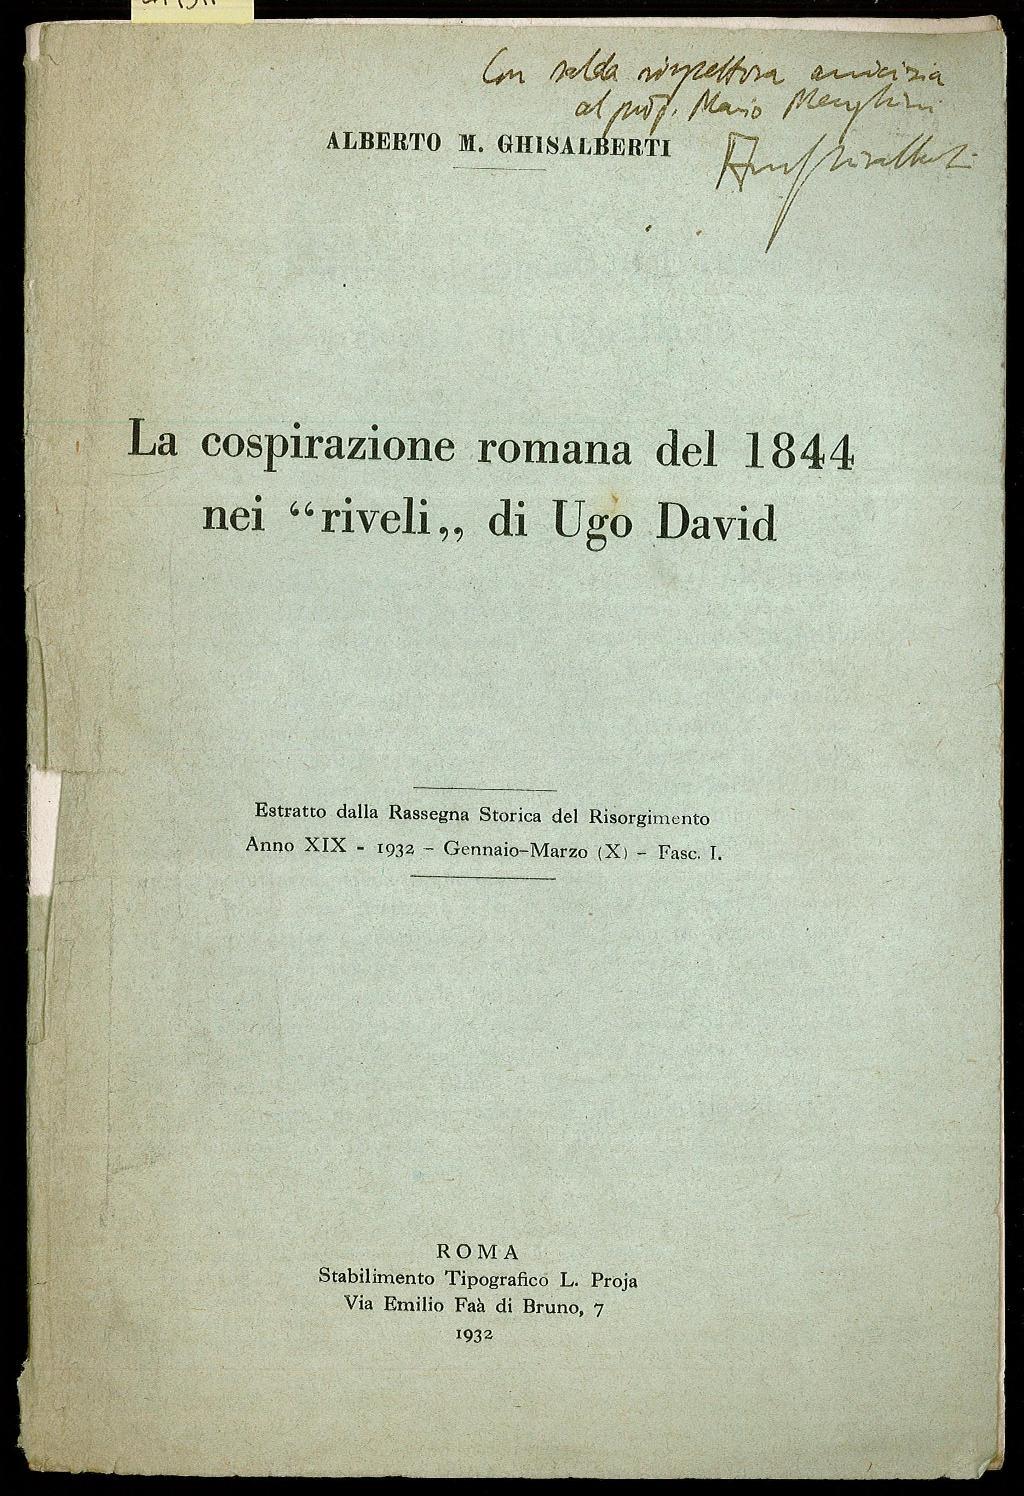 Con salda rispettosa amicizia
al prof. Mario Menghini
AMGhisalberti
ALBERTO M. GHISALBERTI
La cospirazione romana del 1844
nei “riveli„ di Ugo David
Estratto dalla Rassegna Storica del Risorgimento
Anno XIX - 1932 - Gennaio-Marzo (X) - Fasc. I.
ROMA
Stabilimento Tipografico L. Proja
Via Emilio Faà di Bruno, 7
1932